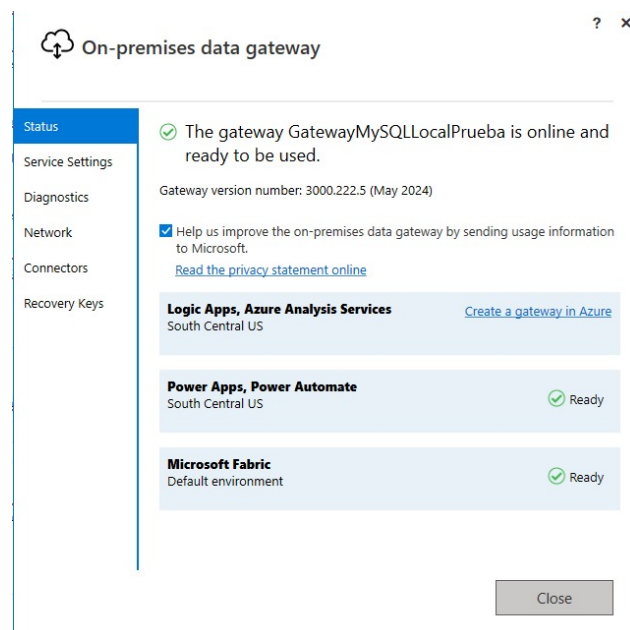 ? x
On-premises data gateway
Status
Service Settings
Diagnostics
Network
Connectors
Recovery Keys
The gateway GatewayMySQLLocalPrueba is online and
ready to be used.
Gateway version number: 3000.222.5 (May 2024)
Help us improve the on-premises data gateway by sending usage information
to Microsoft.
Read the privacy statement online
Logic Apps, Azure Analysis Services
South Central US
Create a gateway in Azure
Power Apps, Power Automate
South Central US
Ready
Microsoft Fabric
Default environment
Ready
Close